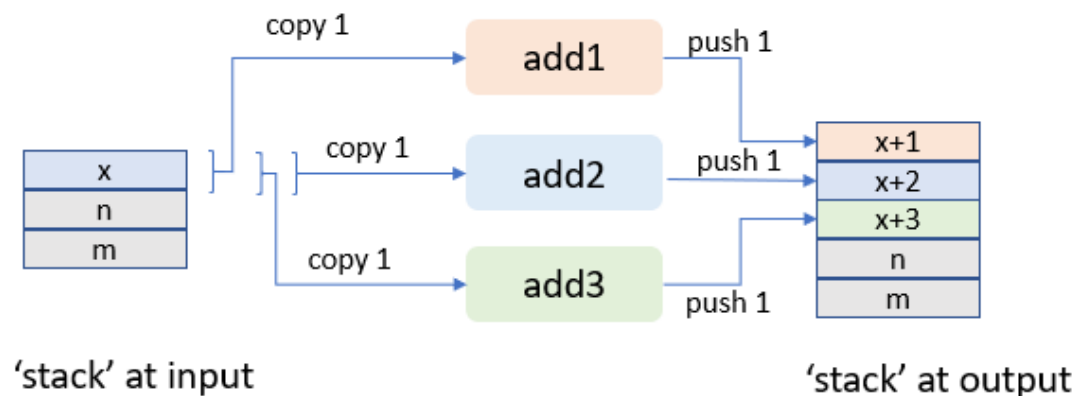 copy 1
add1
push 1
x
n
m
copy 1
add2
push 1
x+1
x+2
x+3
n
m
copy 1
add3
push 1
‘stack’ at input
‘stack’ at output